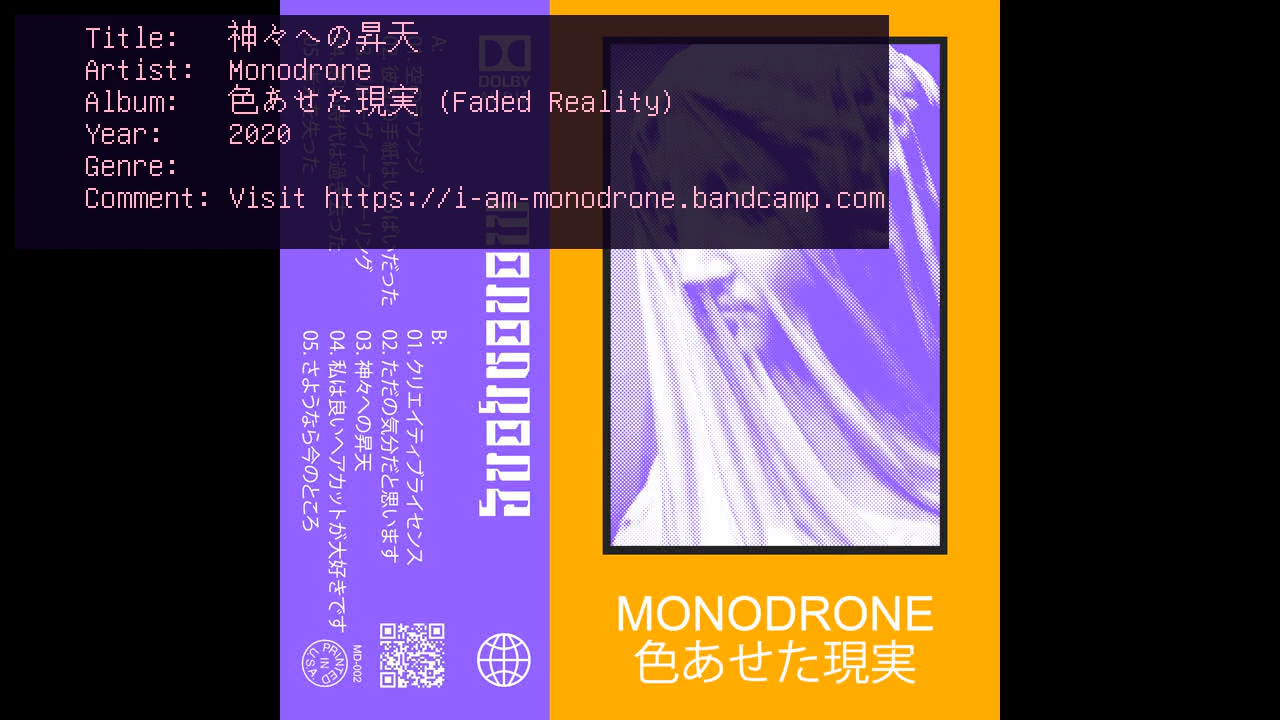 Title: 神々への昇天
Artist: Monodrone
Album: 色あせた現実 (Faded Reality)
Year: 2020
Genre:
Comment: Visit https://i-am-monodrone.bandcamp.com
DOLBY
A:
B:
01. クリエイティブライセンス
02. ただの気分だと思います
03. 神々への昇天
04. 私は良いヘアカットが大好きです
05. さようなら今のところ
monodrone
MD-002
PRINTED IN USA
MONODRONE
色あせた現実